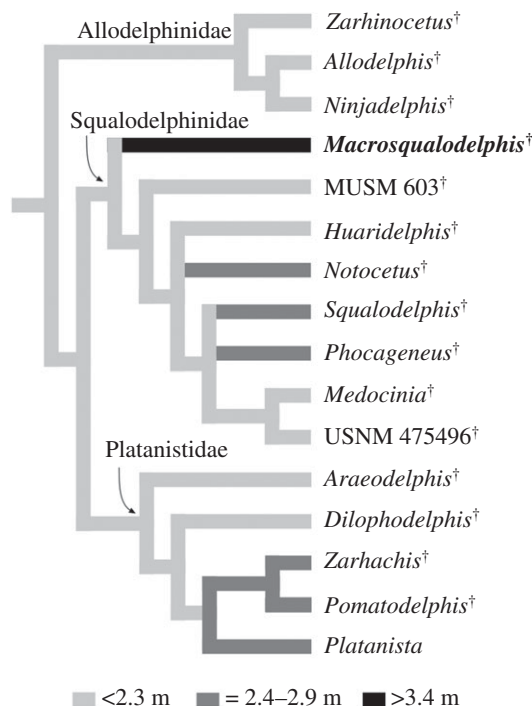 Allodelphinidae
Zarhinocetus†
Allodelphis†
Ninjadelphis†
Squalodelphinidae
Macrosqualodelphis†
MUSM 603†
Huaridelphis†
Notocetus†
Squalodelphis†
Phocageneus†
Medocinia†
USNM 475496†
Platanistidae
Araeodelphis†
Dilophodelphis†
Zarhachis†
Pomatodelphis†
Platanista
<2.3 m = 2.4–2.9 m >3.4 m